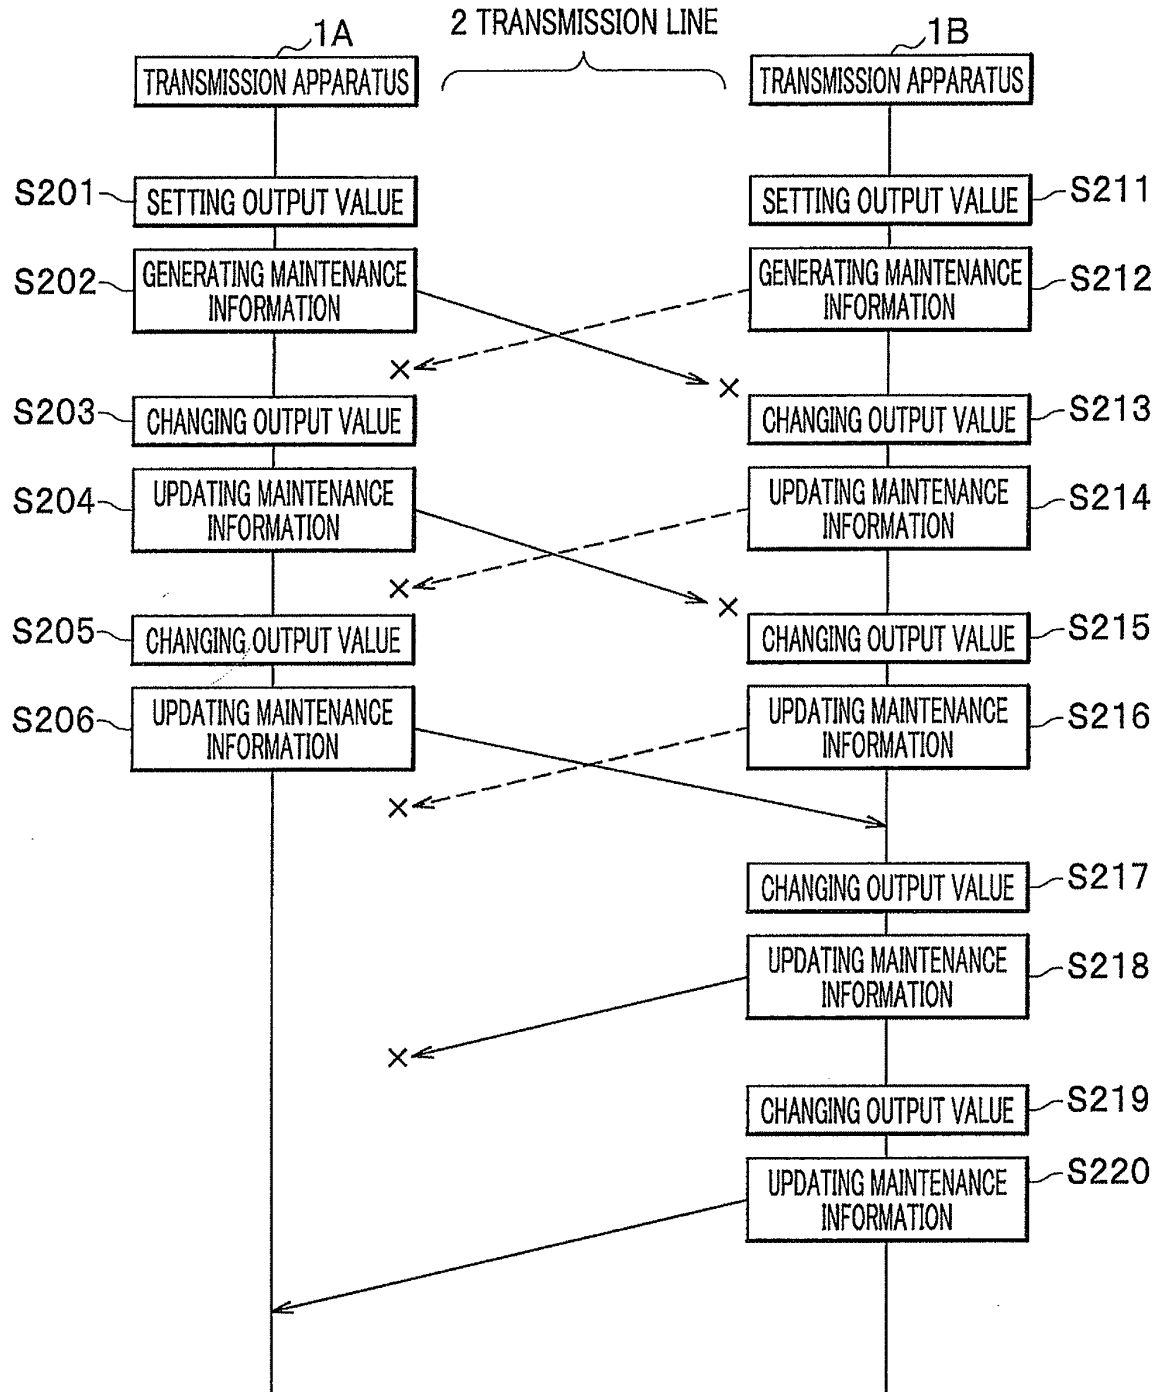 2 TRANSMISSION LINE
1A
1B
TRANSMISSION APPARATUS
TRANSMISSION APPARATUS
S201
SETTING OUTPUT VALUE
SETTING OUTPUT VALUE
S211
S202
GENERATING MAINTENANCE
INFORMATION
GENERATING MAINTENANCE
INFORMATION
S212
S203
CHANGING OUTPUT VALUE
CHANGING OUTPUT VALUE
S213
S204
UPDATING MAINTENANCE
INFORMATION
UPDATING MAINTENANCE
INFORMATION
S214
S205
CHANGING OUTPUT VALUE
CHANGING OUTPUT VALUE
S215
S206
UPDATING MAINTENANCE
INFORMATION
UPDATING MAINTENANCE
INFORMATION
S216
CHANGING OUTPUT VALUE
S217
UPDATING MAINTENANCE
INFORMATION
S218
CHANGING OUTPUT VALUE
S219
UPDATING MAINTENANCE
INFORMATION
S220